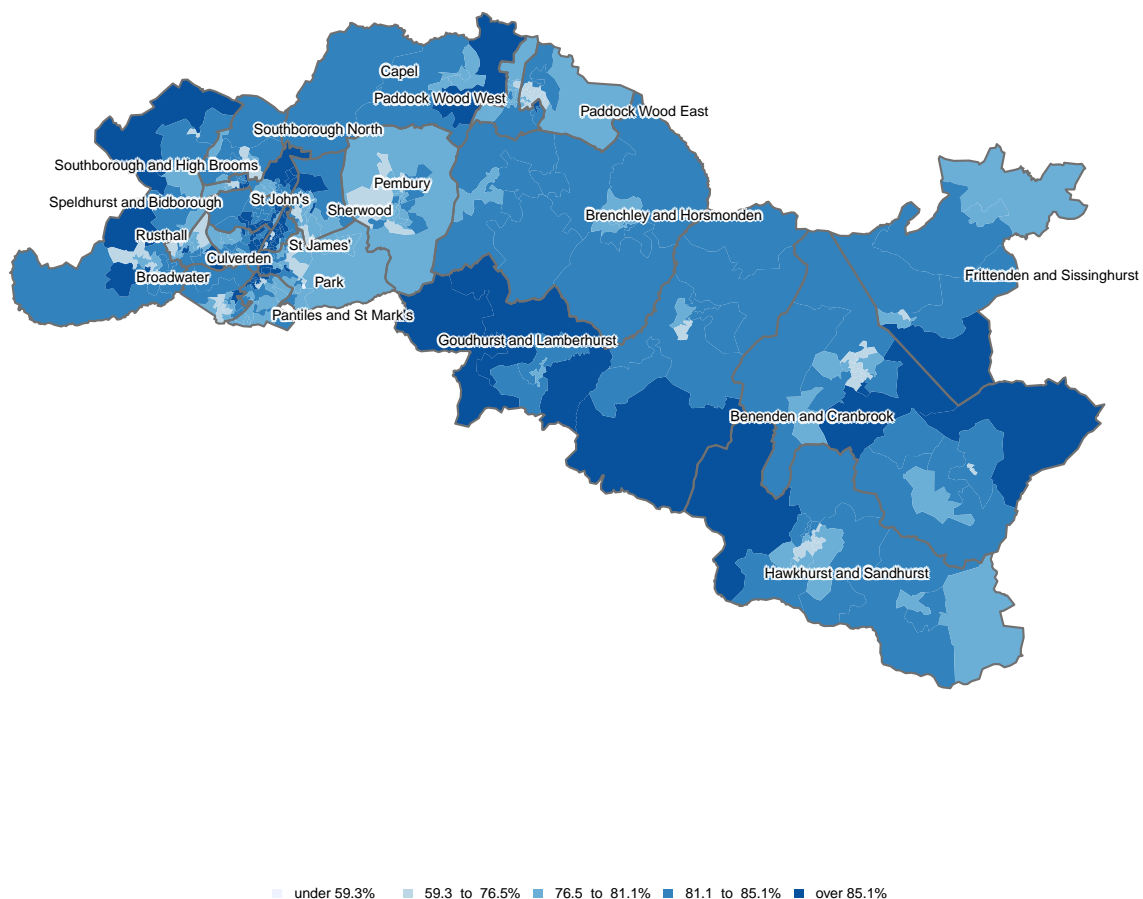 Capel
Paddock Wood West
Paddock Wood East
Southborough North
Southborough and High Brooms
Pembury
Speldhurst and Bidborough
St John's
Sherwood
Brenchley and Horsmonden
Rusthall
St James'
Culverden
Broadwater
Park
Frittenden and Sissinghurst
Pantiles and St Mark's
Goudhurst and Lamberhurst
Benenden and Cranbrook
Hawkhurst and Sandhurst
under 59.3% 59.3 to 76.5% 76.5 to 81.1% 81.1 to 85.1% over 85.1%